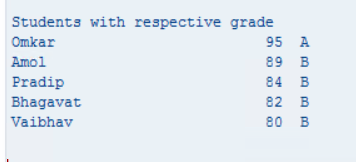 Students with respective grade
Omkar 95 A
Amol 89 B
Pradip 84 B
Bhagavat 82 B
Vaibhav 80 B